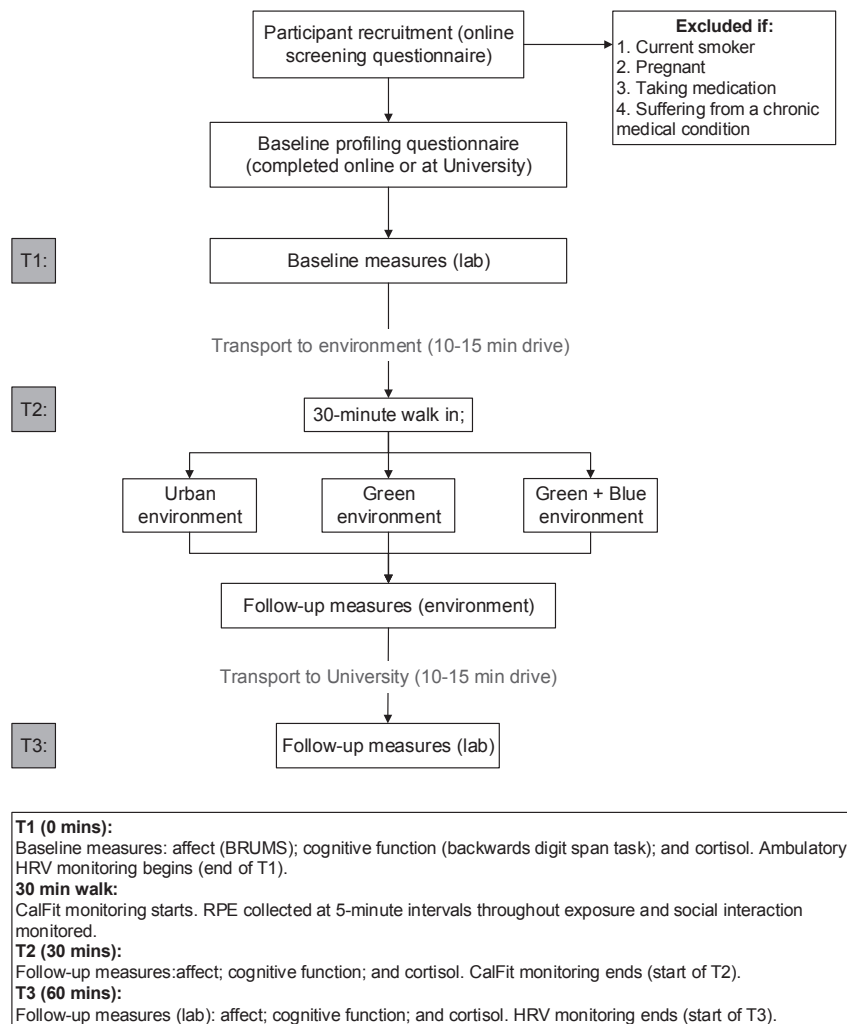 Participant recruitment (online
screening questionnaire)
Excluded if:
1. Current smoker
2. Pregnant
3. Taking medication
4. Suffering from a chronic
medical condition
Baseline profiling questionnaire
(completed online or at University)
T1:
Baseline measures (lab)
Transport to environment (10-15 min drive)
T2:
30-minute walk in;
Urban
environment
Green
environment
Green + Blue
environment
Follow-up measures (environment)
Transport to University (10-15 min drive)
T3:
Follow-up measures (lab)
T1 (0 mins):
Baseline measures: affect (BRUMS); cognitive function (backwards digit span task); and cortisol. Ambulatory
HRV monitoring begins (end of T1).
30 min walk:
CalFit monitoring starts. RPE collected at 5-minute intervals throughout exposure and social interaction
monitored.
T2 (30 mins):
Follow-up measures:affect; cognitive function; and cortisol. CalFit monitoring ends (start of T2).
T3 (60 mins):
Follow-up measures (lab): affect; cognitive function; and cortisol. HRV monitoring ends (start of T3).